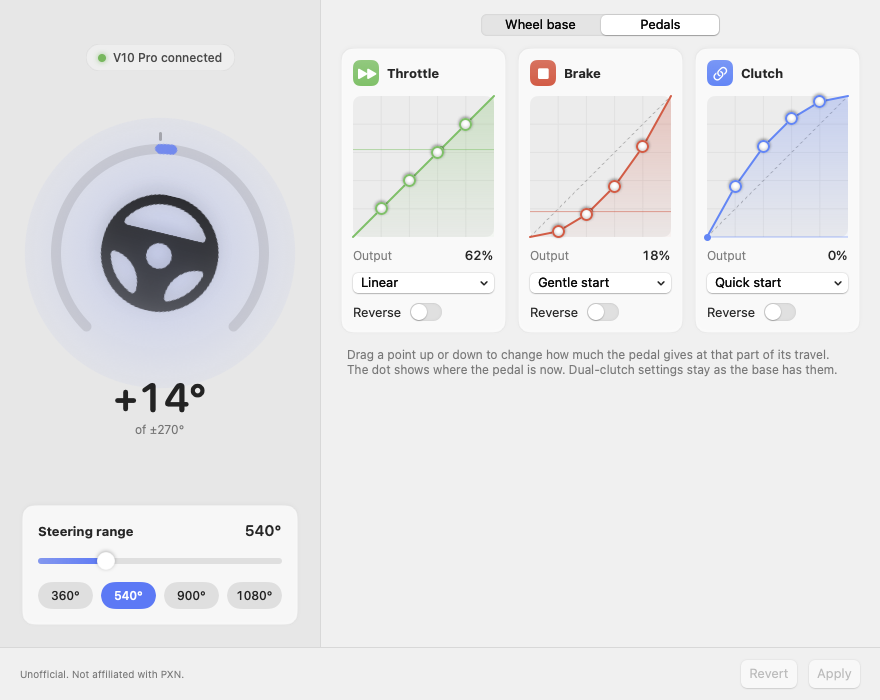 V10 Pro connected
+14°
of ±270°
Steering range
540°
360°
540°
900°
1080°
Wheel base
Pedals
Throttle
Output
62%
Linear
Reverse
Brake
Output
18%
Gentle start
Reverse
Clutch
Output
0%
Quick start
Reverse
Drag a point up or down to change how much the pedal gives at that part of its travel.
The dot shows where the pedal is now. Dual-clutch settings stay as the base has them.
Unofficial. Not affiliated with PXN.
Revert
Apply